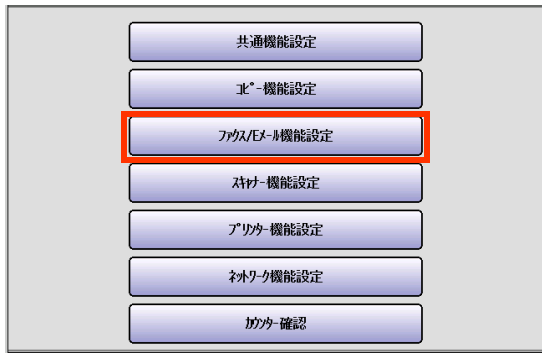 共通機能設定
ｺﾋﾟｰ機能設定
ﾌｧｸｽ/Eﾒｰﾙ機能設定
ｽｷｬﾅｰ機能設定
ﾌﾟﾘﾝﾀｰ機能設定
ﾈｯﾄﾜｰｸ機能設定
ｶｳﾝﾀｰ確認